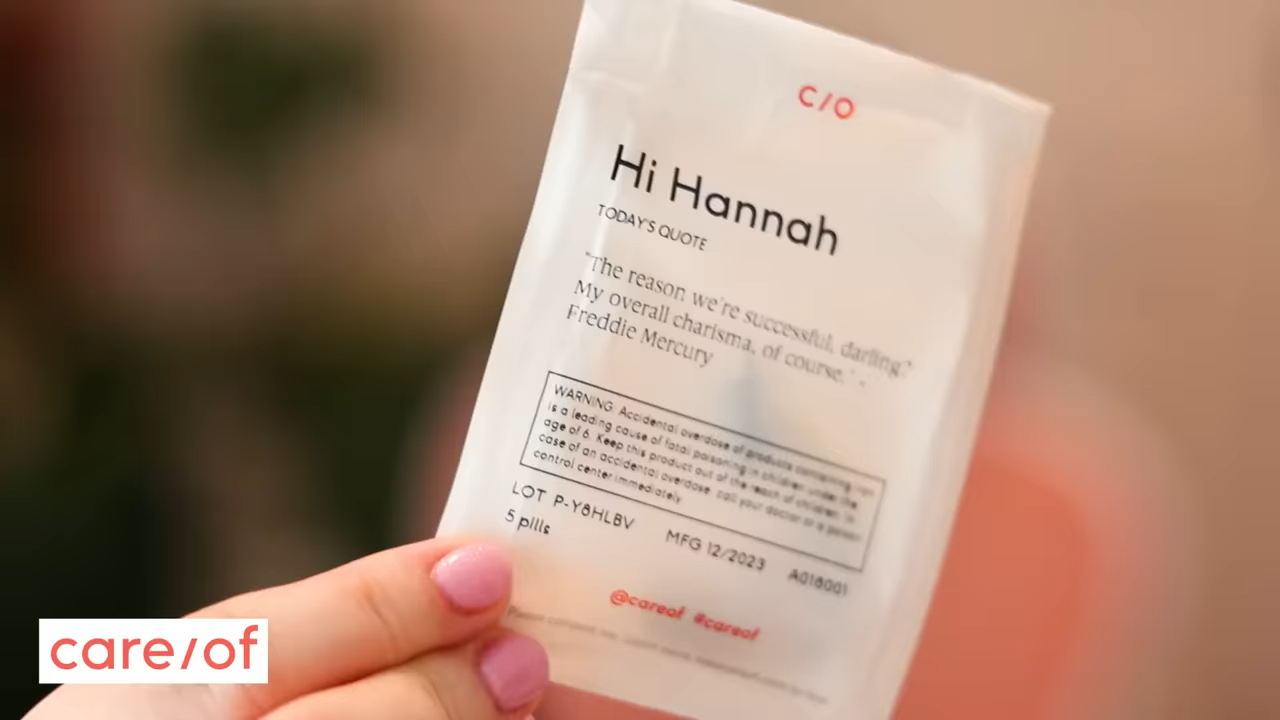 C/O
Hi Hannah
TODAY'S QUOTE
"The reason we're successful, darling?
My overall charisma, of course." -
Freddie Mercury
WARNING: Accidental overdose of products containing iron
is a leading cause of fatal poisoning in children under the
age of 6. Keep this product out of the reach of children. In
case of an accidental overdose, call your doctor or a poison
control center immediately.
LOT P-Y8HLBV MFG 12/2023 A018001
5 pills
@careof #careof
care/of